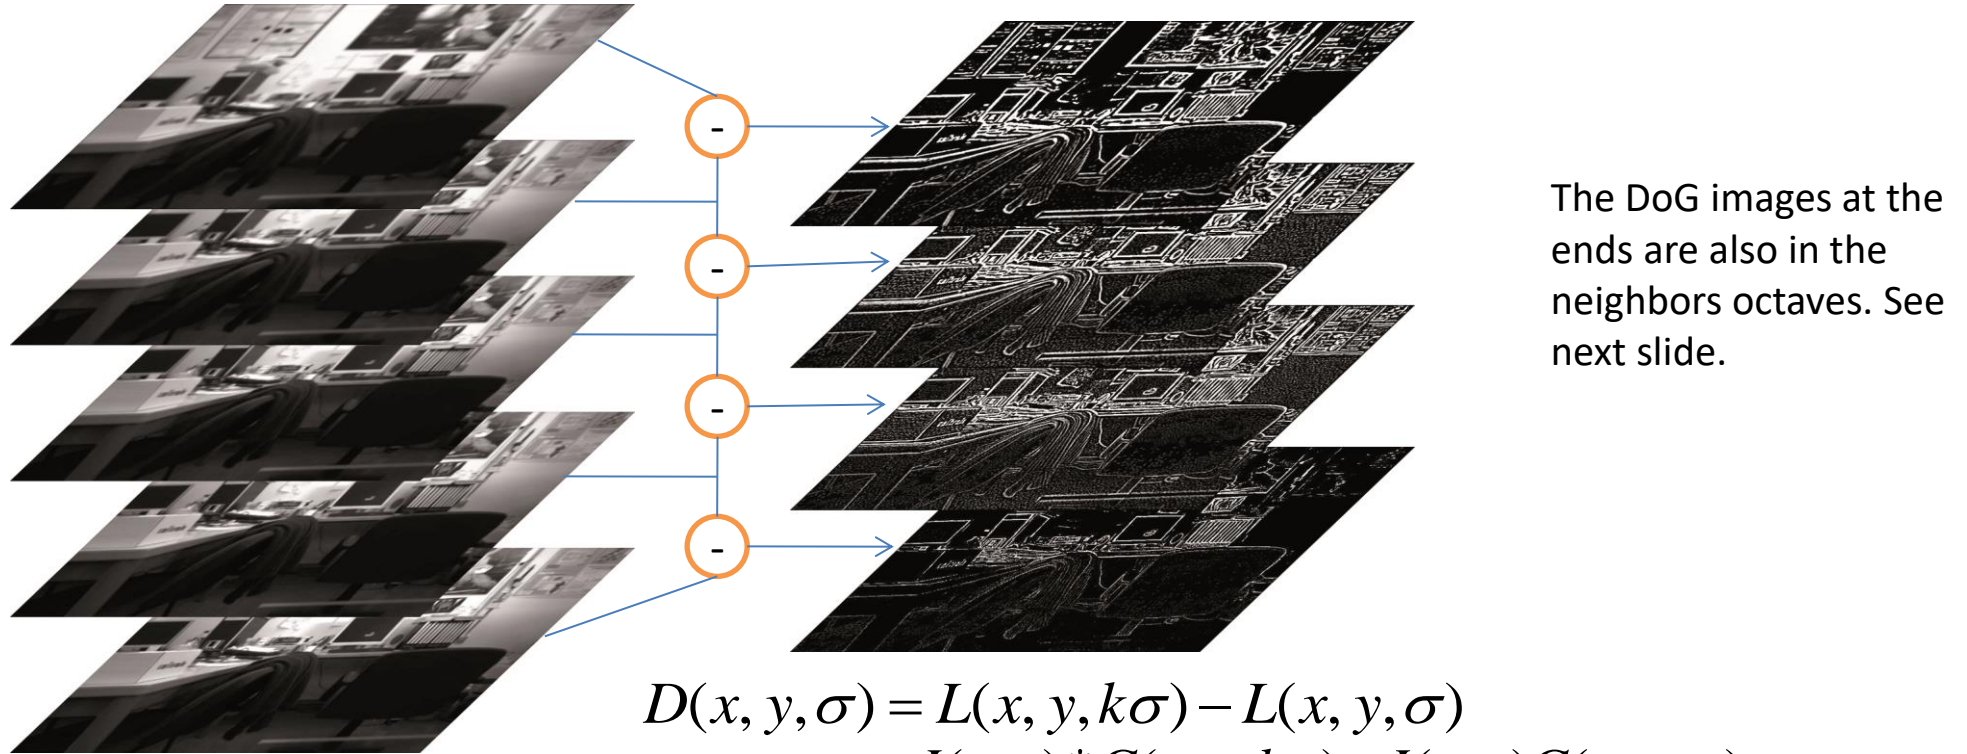 -
-
-
-
The DoG images at the
ends are also in the
neighbors octaves. See
next slide.
D(x, y, σ) = L(x, y, kσ) − L(x, y, σ)